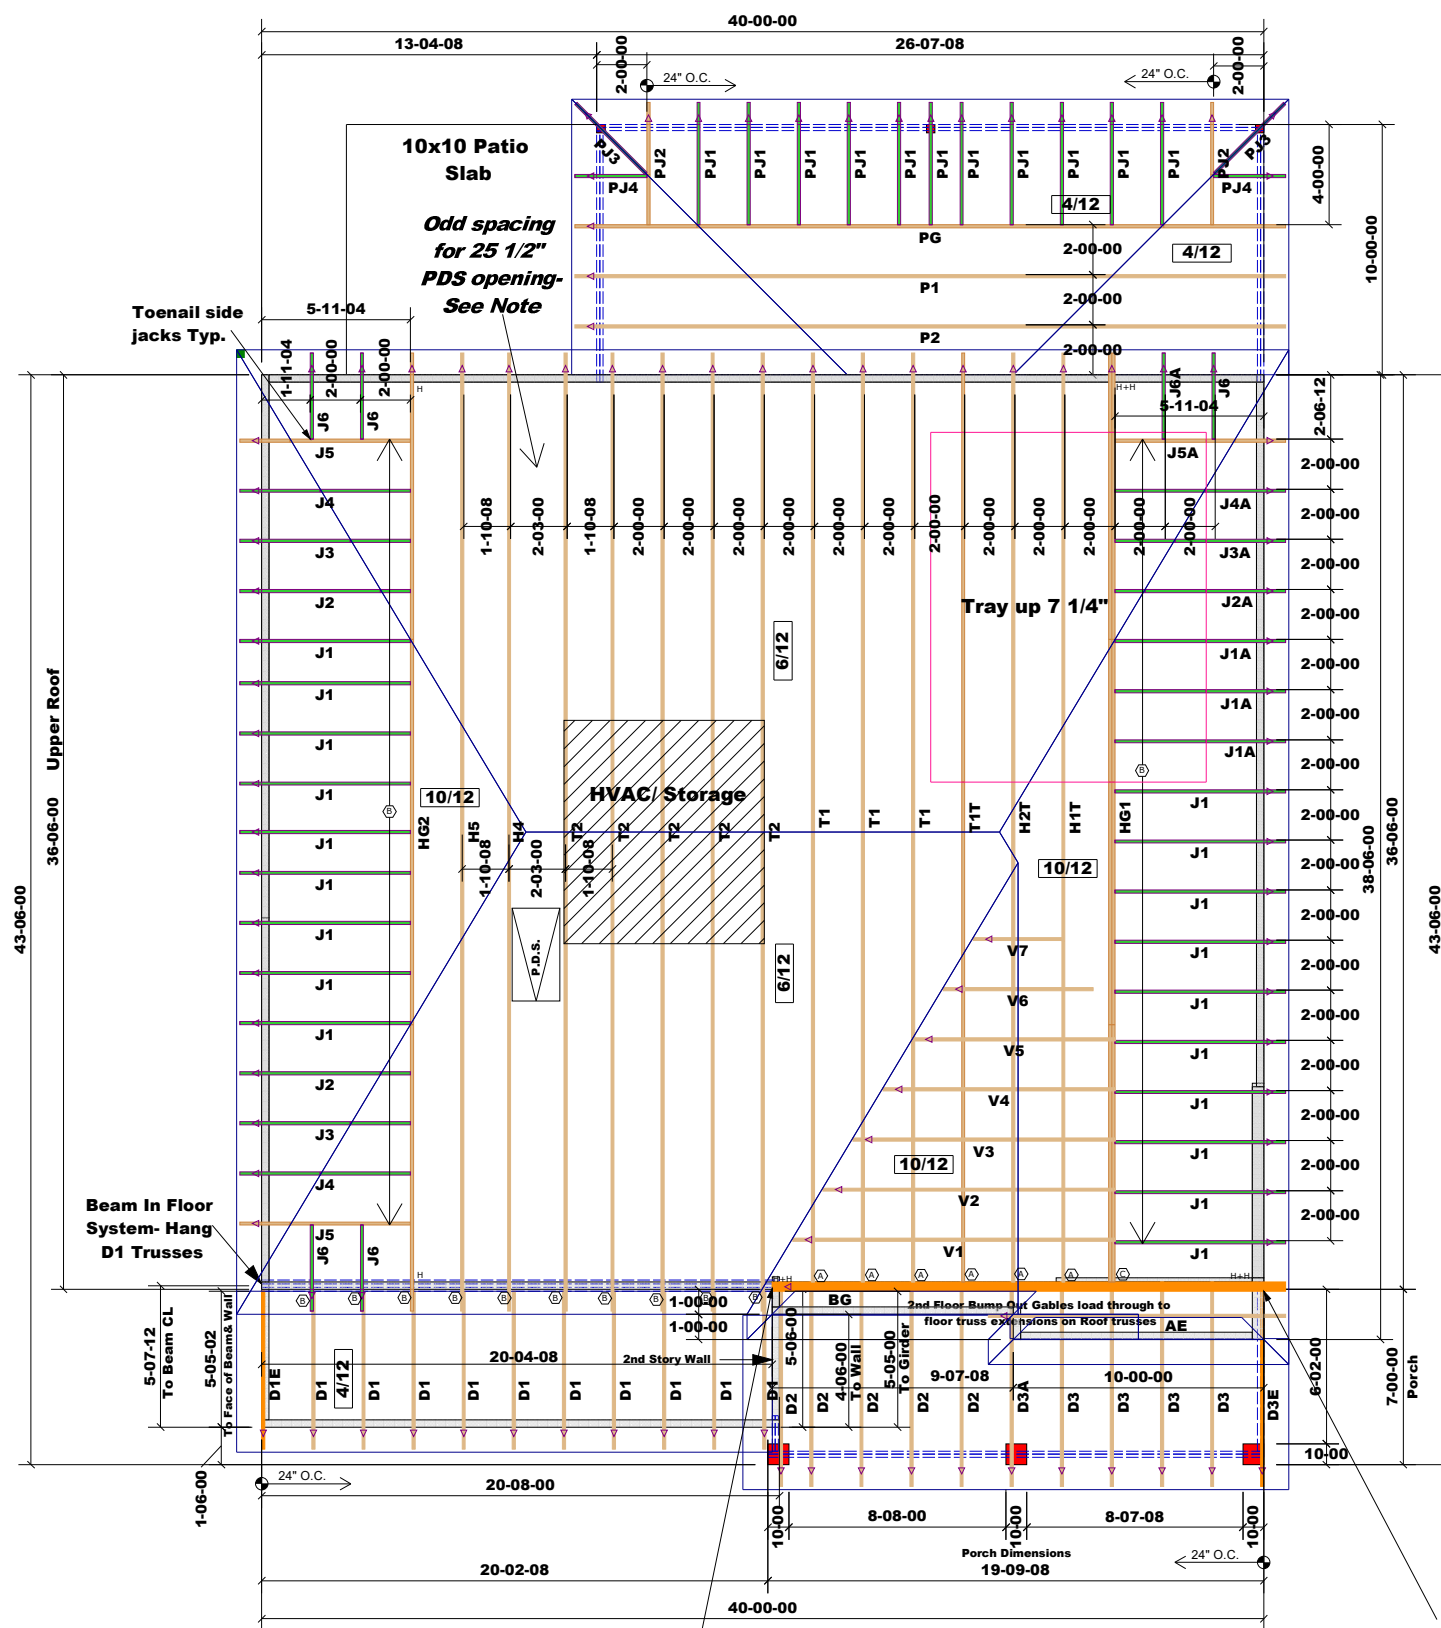 40-00-00
13-04-08
26-07-08
2-00-00
24" O.C.
24" O.C.
2-00-00
10x10 Patio
Slab
PJ3
PJ4
PJ2
PJ1
PJ1
PJ1
PJ1
PJ1
PJ1
PJ1
PJ1
PJ1
PJ1
PJ1
PJ2
PJ3
PJ4
4/12
4/12
4-00-00
10-00-00
PG
2-00-00
P1
2-00-00
P2
2-00-00
Odd spacing
for 25 1/2"
PDS opening-
See Note
Toenail side
jacks Typ.
5-11-04
1-11-04
2-00-00
2-00-00
H
H+H
J6
J6
J6A
J6
5-11-04
2-06-12
J5
J5A
2-00-00
J4
J4A
2-00-00
1-10-08
2-03-00
1-10-08
2-00-00
2-00-00
2-00-00
2-00-00
2-00-00
2-00-00
2-00-00
2-00-00
2-00-00
2-00-00
2-00-00
J3
J3A
2-00-00
J2
Tray up 7 1/4"
J2A
2-00-00
J1
6/12
J1A
2-00-00
J1
J1A
2-00-00
J1
J1A
2-00-00
J1
10/12
B
HVAC/ Storage
B
J1
2-00-00
HG2
H5
H4
T2
T2
T2
T2
T2
T1
T1
T1
T1T
H2T
H1T
HG1
J1
J1
2-00-00
1-10-08
2-03-00
1-10-08
10/12
J1
J1
2-00-00
J1
P.D.S.
6/12
V7
J1
2-00-00
J1
V6
J1
2-00-00
J1
V5
J1
2-00-00
J2
V4
J1
2-00-00
J3
V3
J1
2-00-00
10/12
J4
V2
J1
2-00-00
J5
V1
J1
J6
J6
43-06-00
36-06-00 Upper Roof
38-06-00
36-06-00
43-06-00
Beam In Floor
System- Hang
D1 Trusses
H
H+H
A
A
A
A
A
A
C
H+H
B
B
B
B
B
B
B
B
B
B
1-00-00
1-00-00
BG
2nd Floor Bump Out Gables load through to
floor truss extensions on Roof trusses
AE
5-07-12
To Beam CL
5-05-02
To Face of Beam& Wall
20-04-08
2nd Story Wall
5-06-00
4-06-00
To Wall
5-05-00
To Girder
9-07-08
10-00-00
6-02-00
7-00-00
Porch
D1E
D1
4/12
D1
D1
D1
D1
D1
D1
D1
D1
D1
D2
D2
D2
D2
D2
D3A
D3
D3
D3
D3
D3E
10-00
1-06-00
24" O.C.
20-08-00
10-00
8-08-00
10-00
8-07-08
10-00
Porch Dimensions
24" O.C.
20-02-08
19-09-08
40-00-00